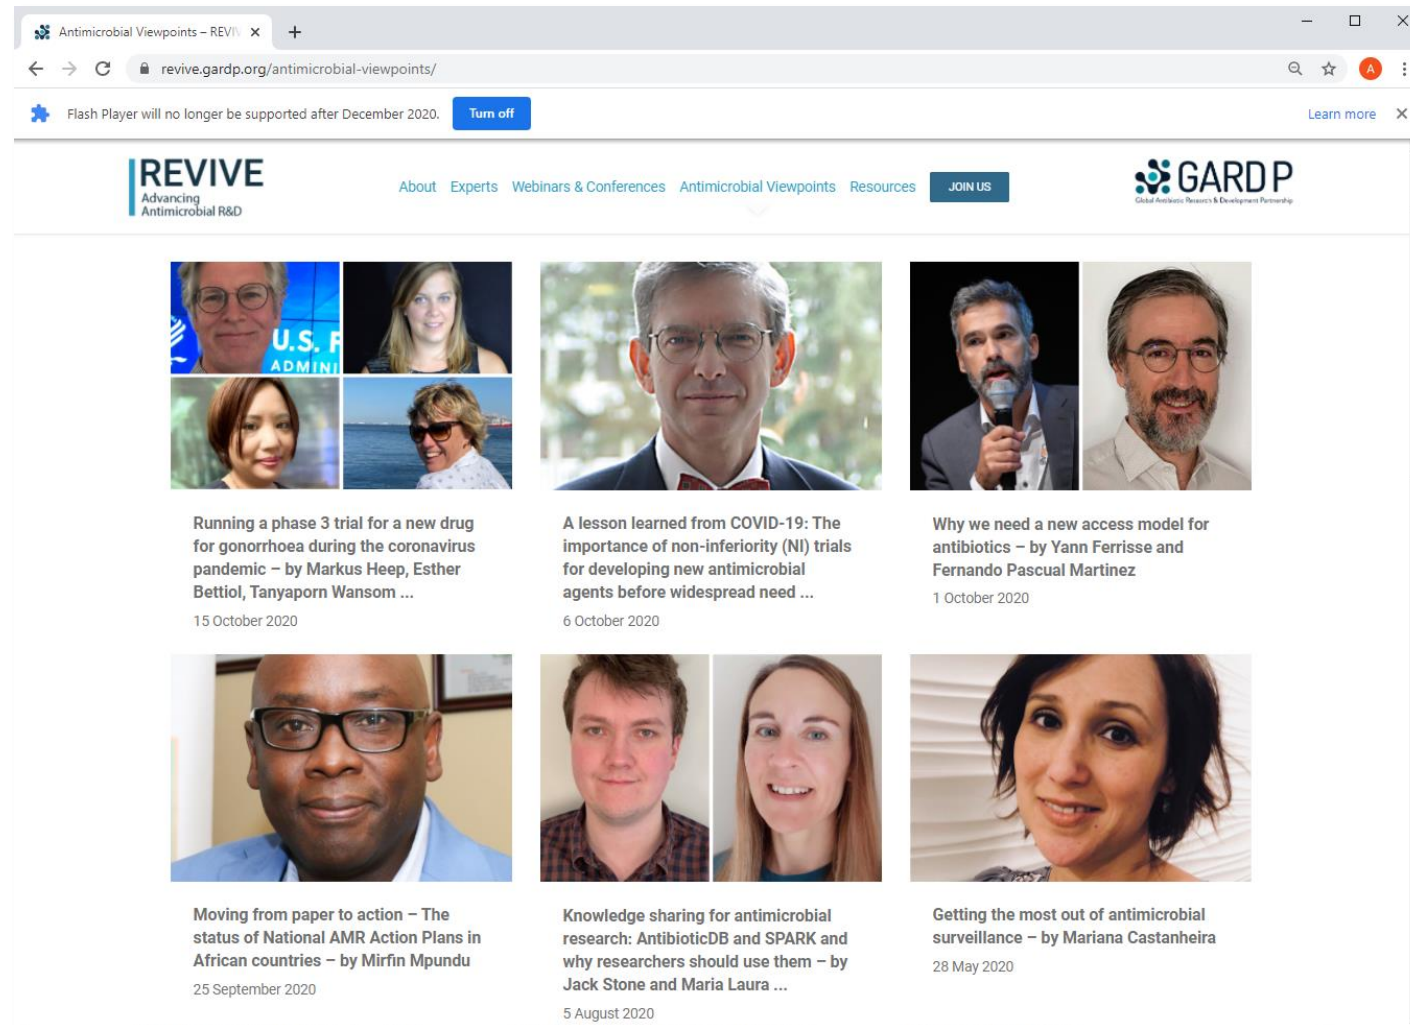 Antimicrobial Viewpoints – REVIV
revive.gardp.org/antimicrobial-viewpoints/
A
Flash Player will no longer be supported after December 2020.
Turn off
Learn more
REVIVE
Advancing
Antimicrobial R&D
About
Experts
Webinars & Conferences
Antimicrobial Viewpoints
Resources
JOIN US
GARDP
Global Antibiotic Research & Development Partnership
U.S. F
ADMINI
Running a phase 3 trial for a new drug
for gonorrhoea during the coronavirus
pandemic – by Markus Heep, Esther
Bettiol, Tanyaporn Wansom ...
15 October 2020
A lesson learned from COVID-19: The
importance of non-inferiority (NI) trials
for developing new antimicrobial
agents before widespread need ...
6 October 2020
Why we need a new access model for
antibiotics – by Yann Ferrisse and
Fernando Pascual Martinez
1 October 2020
Moving from paper to action – The
status of National AMR Action Plans in
African countries – by Mirfin Mpundu
25 September 2020
Knowledge sharing for antimicrobial
research: AntibioticDB and SPARK and
why researchers should use them – by
Jack Stone and Maria Laura ...
5 August 2020
Getting the most out of antimicrobial
surveillance – by Mariana Castanheira
28 May 2020